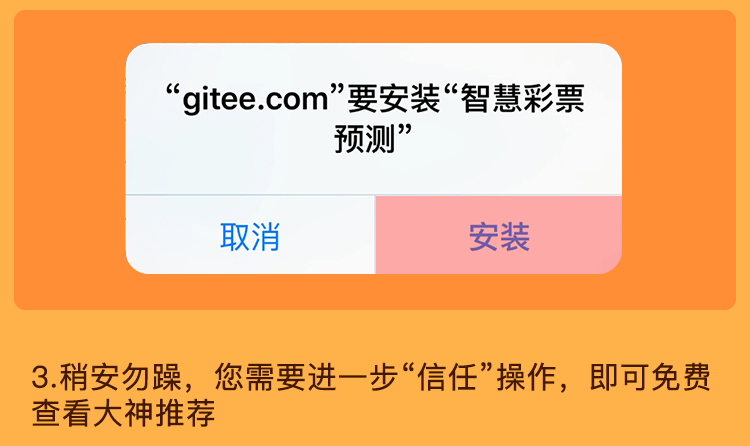 “gitee.com”要安装“智慧彩票
预测”
取消
安装
3.稍安勿躁，您需要进一步“信任”操作，即可免费
查看大神推荐